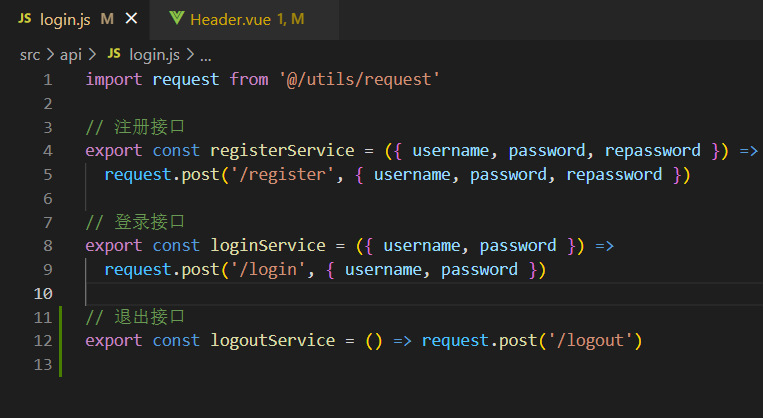 JS login.js M × Header.vue 1, M
src > api > JS login.js > ...
1 import request from '@/utils/request'
2
3 // 注册接口
4 export const registerService = ({ username, password, repassword }) =>
5 request.post('/register', { username, password, repassword })
6
7 // 登录接口
8 export const loginService = ({ username, password }) =>
9 request.post('/login', { username, password })
10
11 // 退出接口
12 export const logoutService = () => request.post('/logout')
13